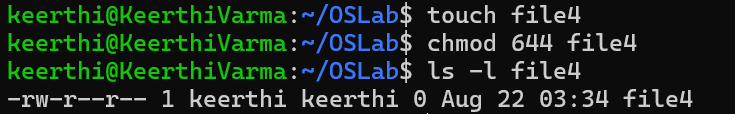 keerthi@KeerthiVarma:~/OSLab$ touch file4
keerthi@KeerthiVarma:~/OSLab$ chmod 644 file4
keerthi@KeerthiVarma:~/OSLab$ ls -l file4
-rw-r--r-- 1 keerthi keerthi 0 Aug 22 03:34 file4